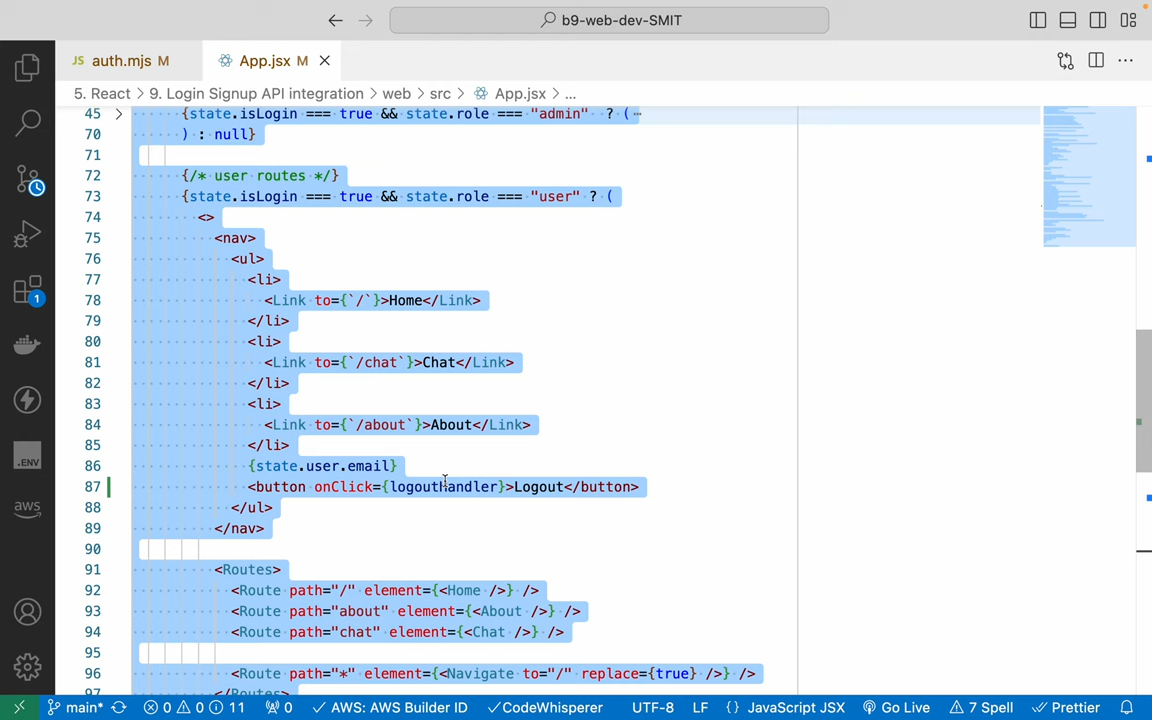 b9-web-dev-SMIT
JS auth.mjs M App.jsx M
5. React > 9. Login Signup API integration > web > src > App.jsx > ...
45 {state.isLogin === true && state.role === "admin" ? (⋯
70 ) : null}
71
72 {/* user routes */}
73 {state.isLogin === true && state.role === "user" ? (
74 <>
75 <nav>
76 <ul>
77 <li>
78 <Link to={`/`}>Home</Link>
79 </li>
80 <li>
81 <Link to={`/chat`}>Chat</Link>
82 </li>
83 <li>
84 <Link to={`/about`}>About</Link>
85 </li>
86 {state.user.email}
87 <button onClick={logoutHandler}>Logout</button>
88 </ul>
89 </nav>
90
91 <Routes>
92 <Route path="/" element={<Home />} />
93 <Route path="about" element={<About />} />
94 <Route path="chat" element={<Chat />} />
95
96 <Route path="*" element={<Navigate to="/" replace={true} />} />
97 </Routes>
1
.ENV
aws
main* 0 0 11 0 AWS: AWS Builder ID CodeWhisperer UTF-8 LF {} JavaScript JSX Go Live 7 Spell Prettier